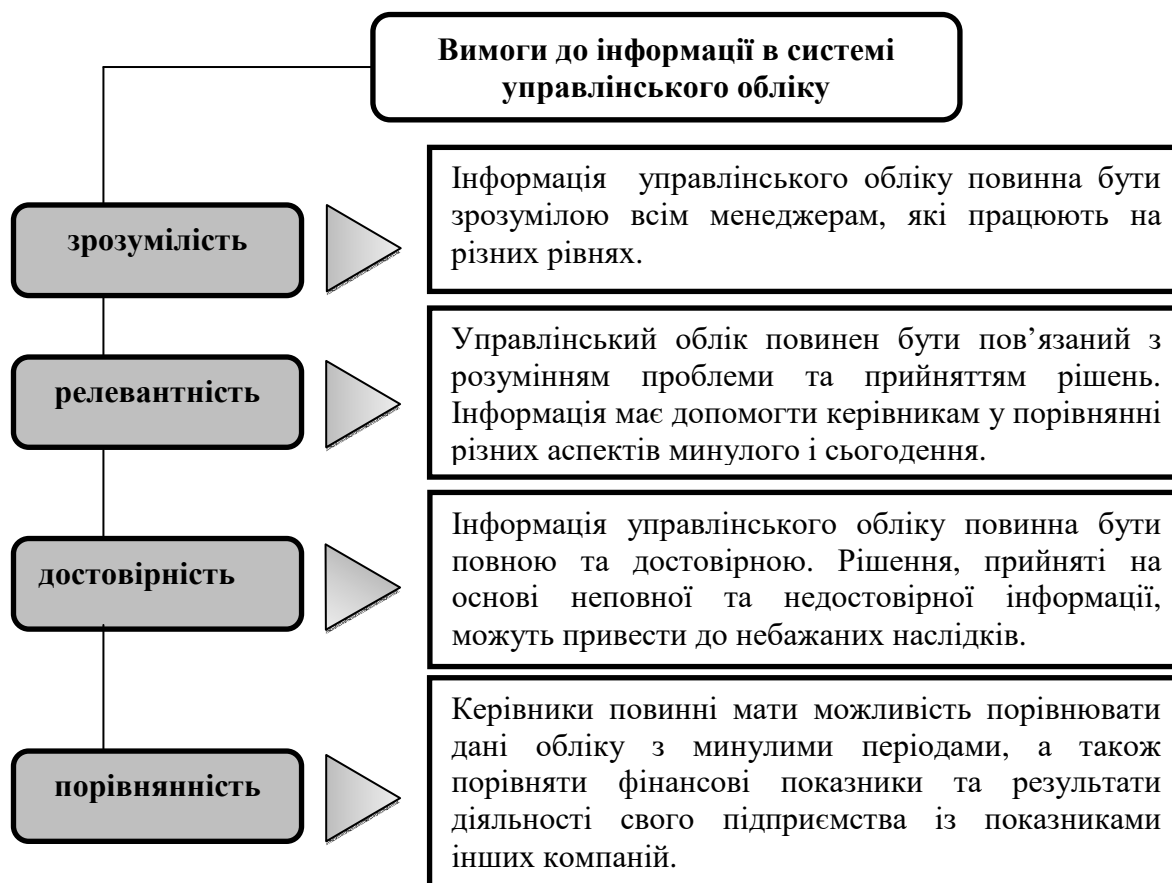 Вимоги до інформації в системі
управлінського обліку
зрозумілість
Інформація управлінського обліку повинна бути
зрозумілою всім менеджерам, які працюють на
різних рівнях.
релевантність
Управлінський облік повинен бути пов’язаний з
розумінням проблеми та прийняттям рішень.
Інформація має допомогти керівникам у порівнянні
різних аспектів минулого і сьогодення.
достовірність
Інформація управлінського обліку повинна бути
повною та достовірною. Рішення, прийняті на
основі неповної та недостовірної інформації,
можуть привести до небажаних наслідків.
порівнянність
Керівники повинні мати можливість порівнювати
дані обліку з минулими періодами, а також
порівняти фінансові показники та результати
діяльності свого підприємства із показниками
інших компаній.